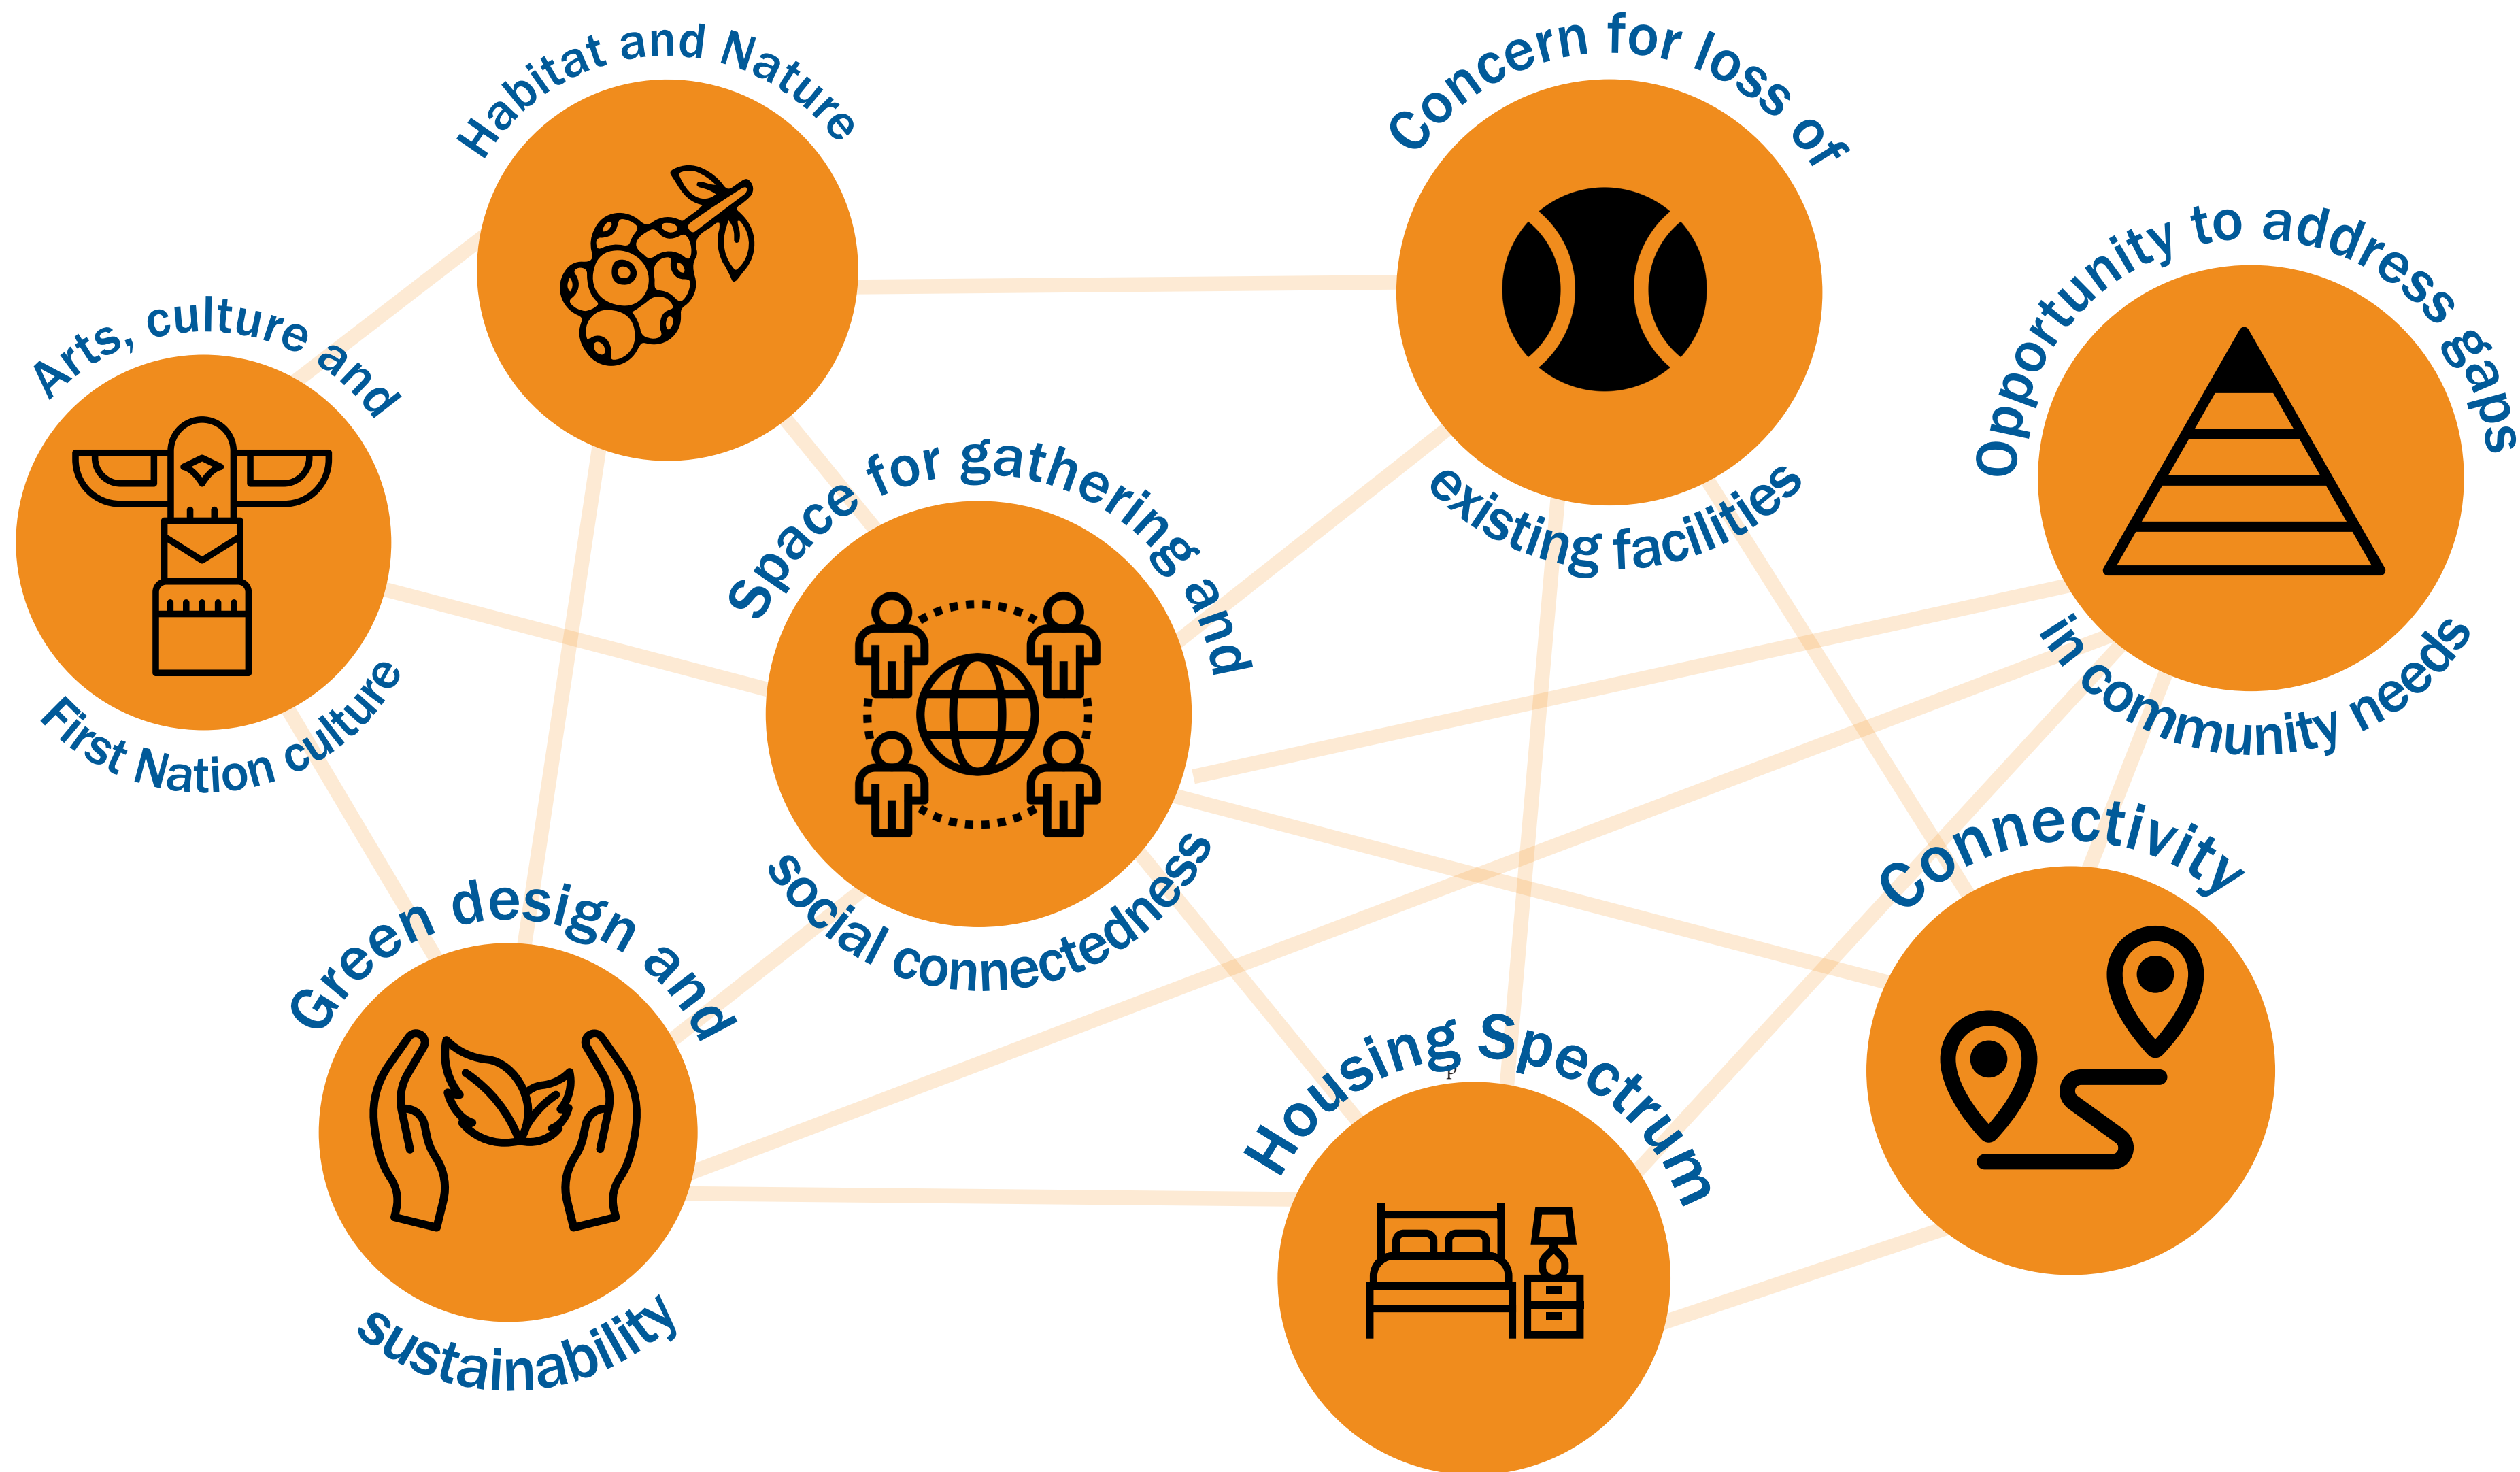 Habitat and Nature
Concern for loss of
existing facilities
Opportunity to address gaps
in community needs
Arts, culture and
First Nation culture
Space for gathering and
social connectedness
Connectivity
Green design and
sustainability
Housing Spectrum
p